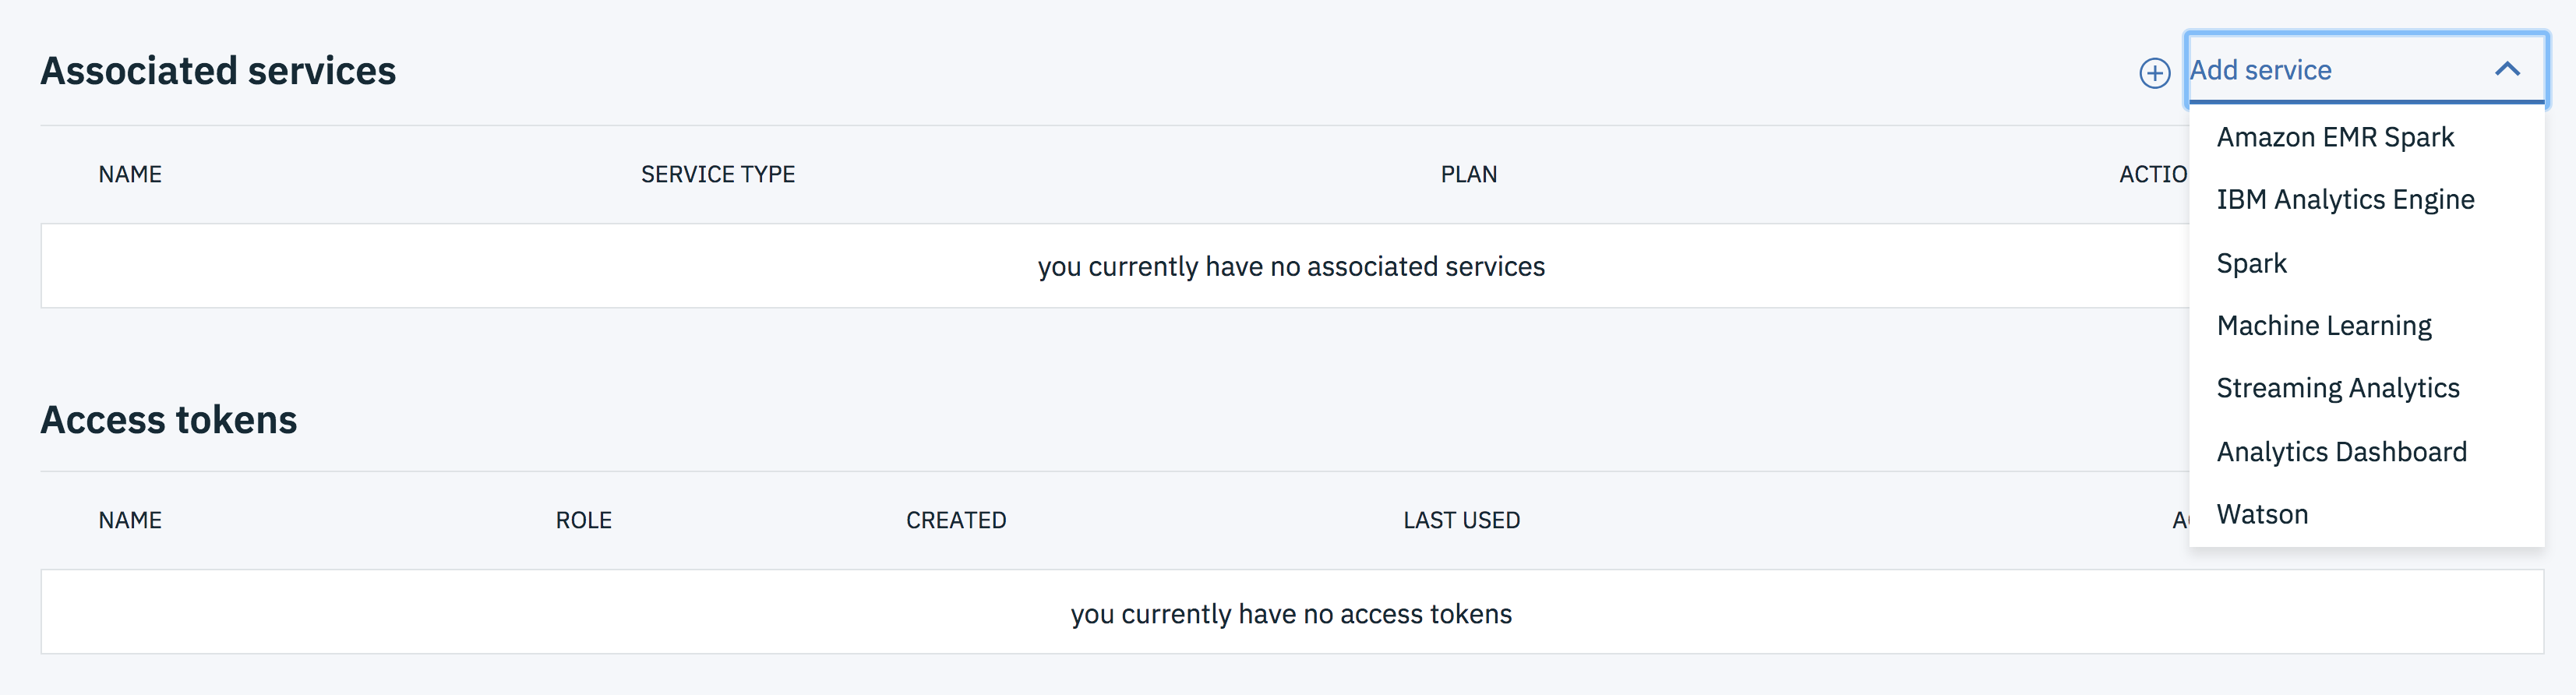 Associated services
Add service
NAME SERVICE TYPE PLAN ACTIO
you currently have no associated services
Amazon EMR Spark
IBM Analytics Engine
Spark
Machine Learning
Streaming Analytics
Analytics Dashboard
Watson
Access tokens
NAME ROLE CREATED LAST USED A
you currently have no access tokens